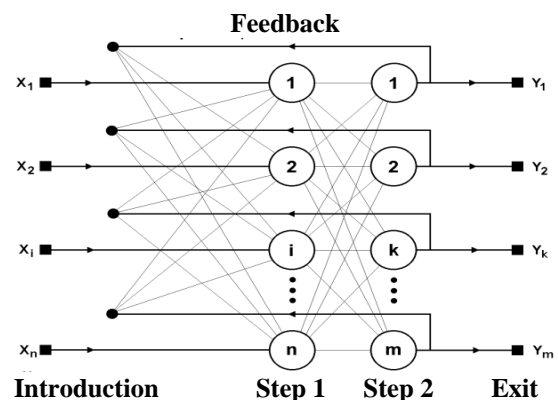 Feedback
X1 1 1 Y1
X2 2 2 Y2
Xi i k Yk
Xn n m Ym
Introduction Step 1 Step 2 Exit